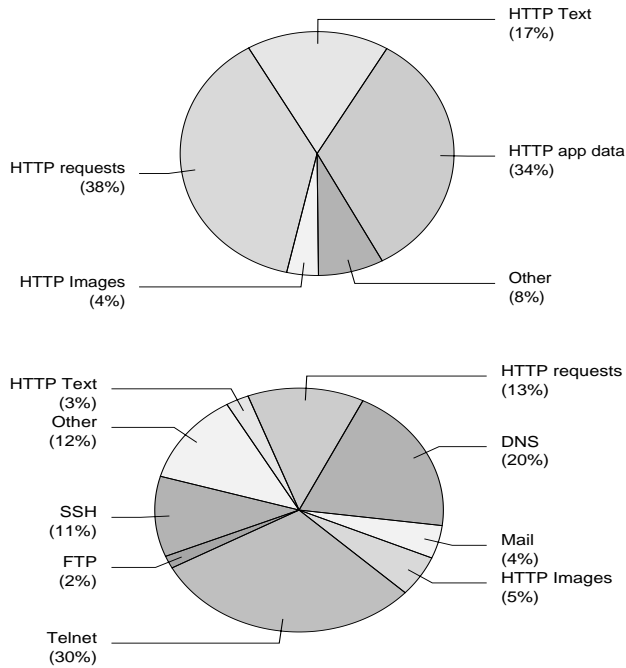 HTTP Text
(17%)
HTTP app data
(34%)
HTTP requests
(38%)
HTTP Images
(4%)
Other
(8%)
HTTP requests
(13%)
HTTP Text
(3%)
Other
(12%)
DNS
(20%)
SSH
(11%)
Mail
(4%)
FTP
(2%)
HTTP Images
(5%)
Telnet
(30%)